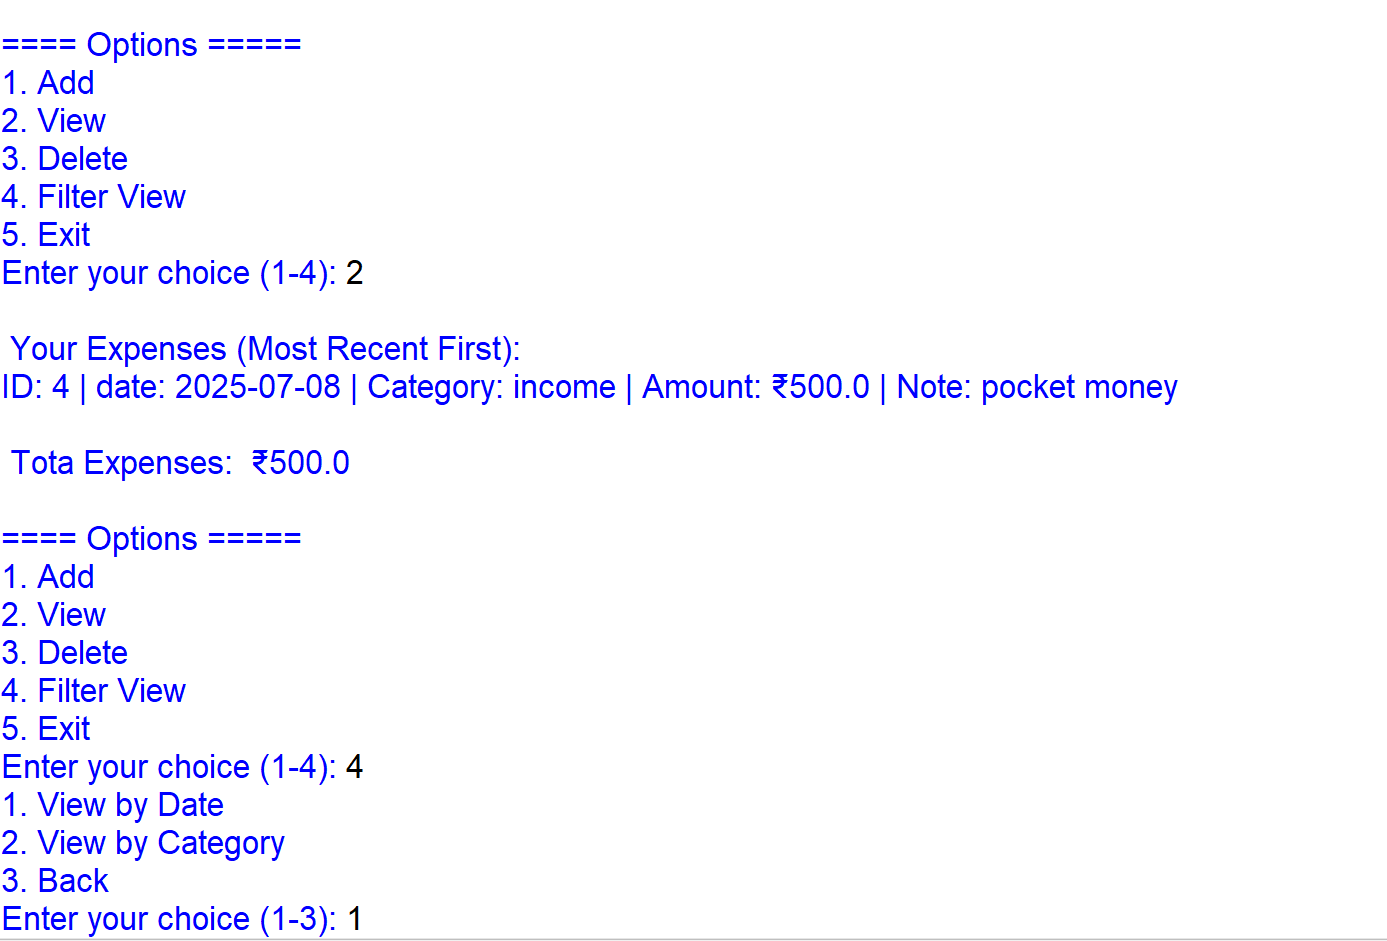 ==== Options =====
1. Add
2. View
3. Delete
4. Filter View
5. Exit
Enter your choice (1-4): 2
Your Expenses (Most Recent First):
ID: 4 | date: 2025-07-08 | Category: income | Amount: ₹500.0 | Note: pocket money
Tota Expenses:  ₹500.0
==== Options =====
1. Add
2. View
3. Delete
4. Filter View
5. Exit
Enter your choice (1-4): 4
1. View by Date
2. View by Category
3. Back
Enter your choice (1-3): 1